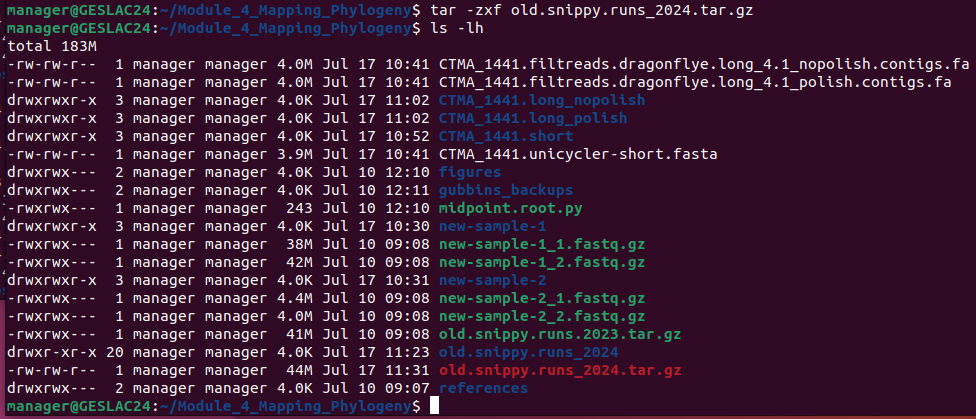 manager@GESLAC24:~/Module_4_Mapping_Phylogeny$ tar -zxf old.snippy.runs_2024.tar.gz
manager@GESLAC24:~/Module_4_Mapping_Phylogeny$ ls -lh
total 183M
-rw-rw-r--  1 manager manager 4.0M Jul 17 10:41 CTMA_1441.filtreads.dragonflye.long_4.1_nopolish.contigs.fa
-rw-rw-r--  1 manager manager 4.0M Jul 17 10:41 CTMA_1441.filtreads.dragonflye.long_4.1_polish.contigs.fa
drwxrwxr-x  3 manager manager 4.0K Jul 17 11:02 CTMA_1441.long_nopolish
drwxrwxr-x  3 manager manager 4.0K Jul 17 11:02 CTMA_1441.long_polish
drwxrwxr-x  3 manager manager 4.0K Jul 17 10:52 CTMA_1441.short
-rw-rw-r--  1 manager manager 3.9M Jul 17 10:41 CTMA_1441.unicycler-short.fasta
drwxrwx---  2 manager manager 4.0K Jul 10 12:10 figures
drwxrwx---  2 manager manager 4.0K Jul 10 12:11 gubbins_backups
-rwxrwx---  1 manager manager  243 Jul 10 12:10 midpoint.root.py
drwxrwxr-x  3 manager manager 4.0K Jul 17 10:30 new-sample-1
-rwxrwx---  1 manager manager  38M Jul 10 09:08 new-sample-1_1.fastq.gz
-rwxrwx---  1 manager manager  42M Jul 10 09:08 new-sample-1_2.fastq.gz
drwxrwxr-x  3 manager manager 4.0K Jul 17 10:31 new-sample-2
-rwxrwx---  1 manager manager 4.4M Jul 10 09:08 new-sample-2_1.fastq.gz
-rwxrwx---  1 manager manager 4.0M Jul 10 09:08 new-sample-2_2.fastq.gz
-rwxrwx---  1 manager manager  41M Jul 10 09:08 old.snippy.runs.2023.tar.gz
drwxr-xr-x 20 manager manager 4.0K Jul 17 11:23 old.snippy.runs_2024
-rw-rw-r--  1 manager manager  44M Jul 17 11:31 old.snippy.runs_2024.tar.gz
drwxrwx---  2 manager manager 4.0K Jul 10 09:07 references
manager@GESLAC24:~/Module_4_Mapping_Phylogeny$